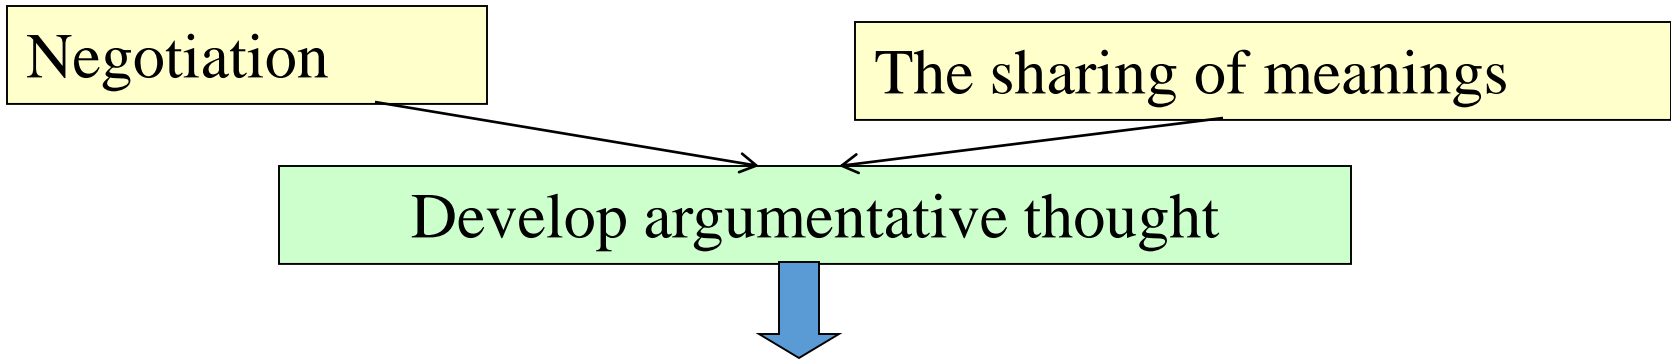 Negotiation
The sharing of meanings
Develop argumentative thought